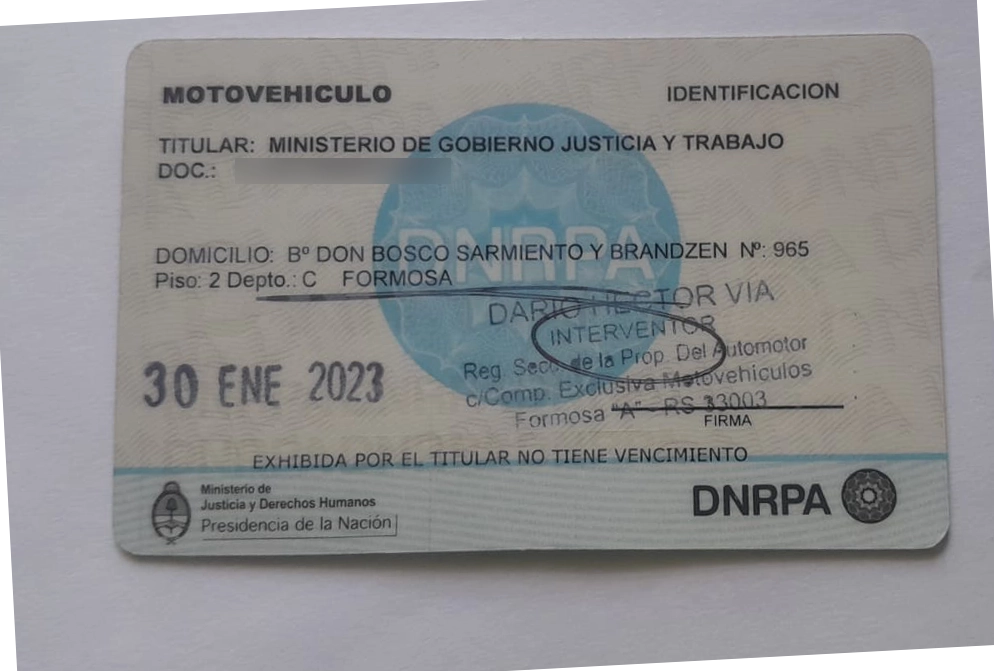 MOTOVEHICULO IDENTIFICACION
TITULAR: MINISTERIO DE GOBIERNO JUSTICIA Y TRABAJO
DOC.:
DOMICILIO: Bº DON BOSCO SARMIENTO Y BRANDZEN Nº: 965
Piso: 2 Depto.: C FORMOSA
DNRPA
DARIO HECTOR VIA
INTERVENTOR
Reg. Secc. de la Prop. Del Automotor
c/Comp. Exclusiva Motovehiculos
Formosa "A" - RS 33003
30 ENE 2023
FIRMA
EXHIBIDA POR EL TITULAR NO TIENE VENCIMIENTO
Ministerio de
Justicia y Derechos Humanos
Presidencia de la Nación
DNRPA